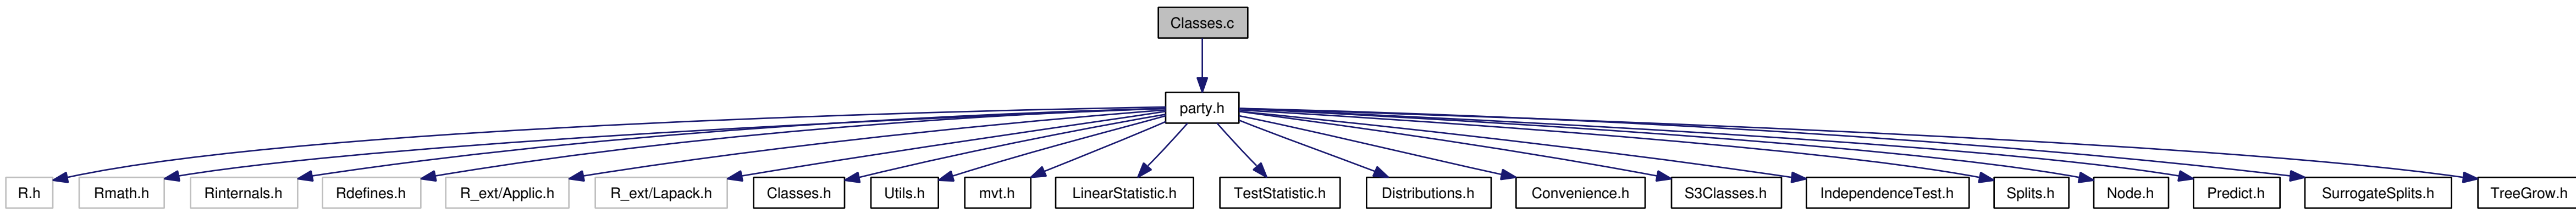 Classes.c
party.h
R.h
Rmath.h
Rinternals.h
Rdefines.h
R_ext/Applic.h
R_ext/Lapack.h
Classes.h
Utils.h
mvt.h
LinearStatistic.h
TestStatistic.h
Distributions.h
Convenience.h
S3Classes.h
IndependenceTest.h
Splits.h
Node.h
Predict.h
SurrogateSplits.h
TreeGrow.h